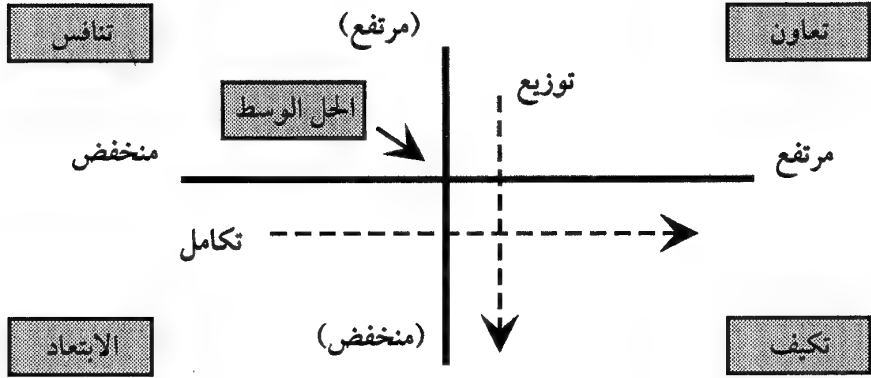 تعاون
(مرتفع)
تنافس
توزيع
الحل الوسط
مرتفع
منخفض
تكامل
(منخفض)
تكيف
الابتعاد